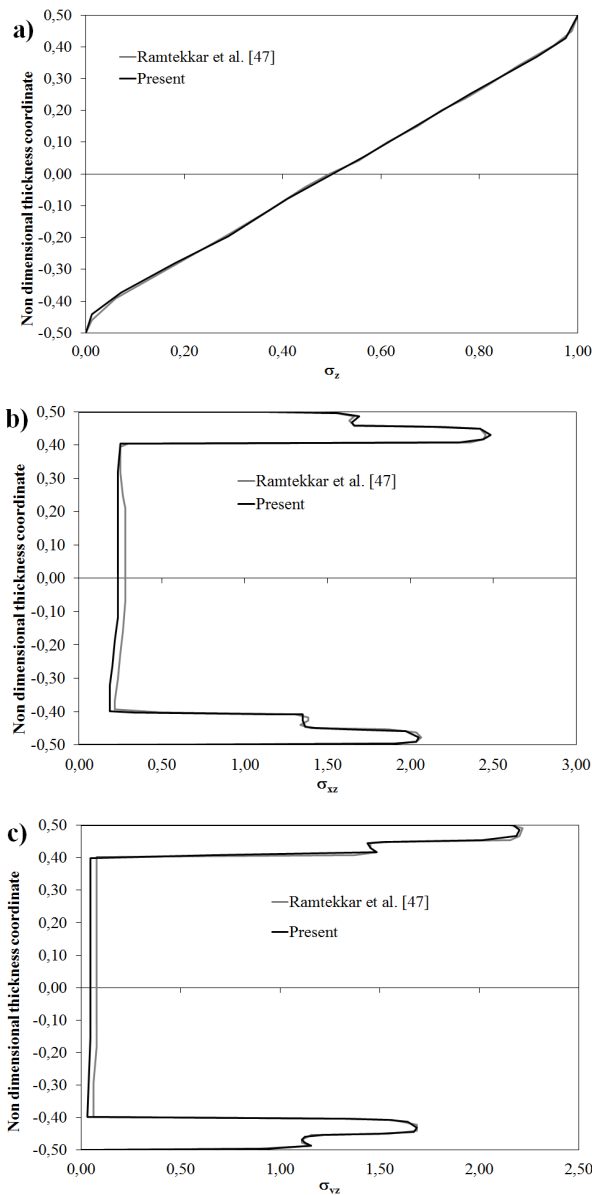 a)
Non dimensional thickness coordinate
0,50
0,40
0,30
0,20
0,10
0,00
-0,10
-0,20
-0,30
-0,40
-0,50
Ramtekkar et al. [47]
Present
0,00 0,20 0,40 0,60 0,80 1,00
σz
b)
Non dimensional thickness coordinate
0,50
0,40
0,30
0,20
0,10
0,00
-0,10
-0,20
-0,30
-0,40
-0,50
Ramtekkar et al. [47]
Present
0,00 0,50 1,00 1,50 2,00 2,50 3,00
σxz
c)
Non dimensional thickness coordinate
0,50
0,40
0,30
0,20
0,10
0,00
-0,10
-0,20
-0,30
-0,40
-0,50
Ramtekkar et al. [47]
Present
0,00 0,50 1,00 1,50 2,00 2,50
σyz